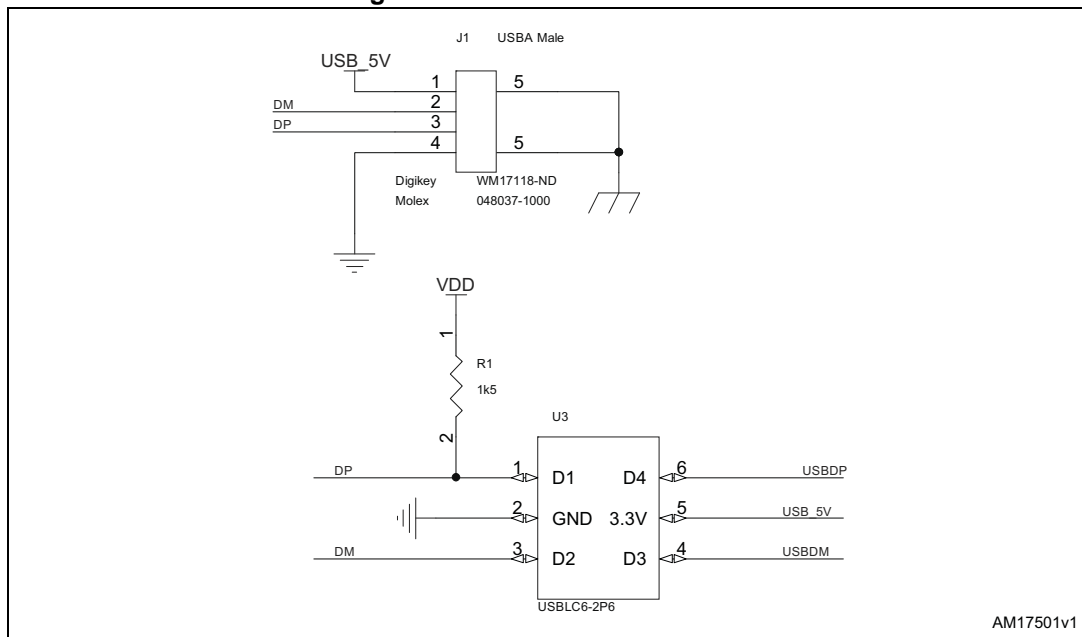 J1 USBA Male
USB_5V
1 5
DM 2
DP 3
4 5
Digikey WM17118-ND
Molex 048037-1000
VDD
1
R1
1k5
2
U3
DP 1 D1 D4 6 USBDP
2 GND 3.3V 5 USB_5V
DM 3 D2 D3 4 USBDM
USBLC6-2P6
AM17501v1